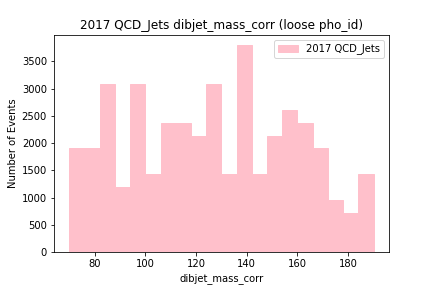 2017 QCD_Jets dibjet_mass_corr (loose pho_id)
2017 QCD_Jets
Number of Events
3500
3000
2500
2000
1500
1000
500
0
80 100 120 140 160 180
dibjet_mass_corr